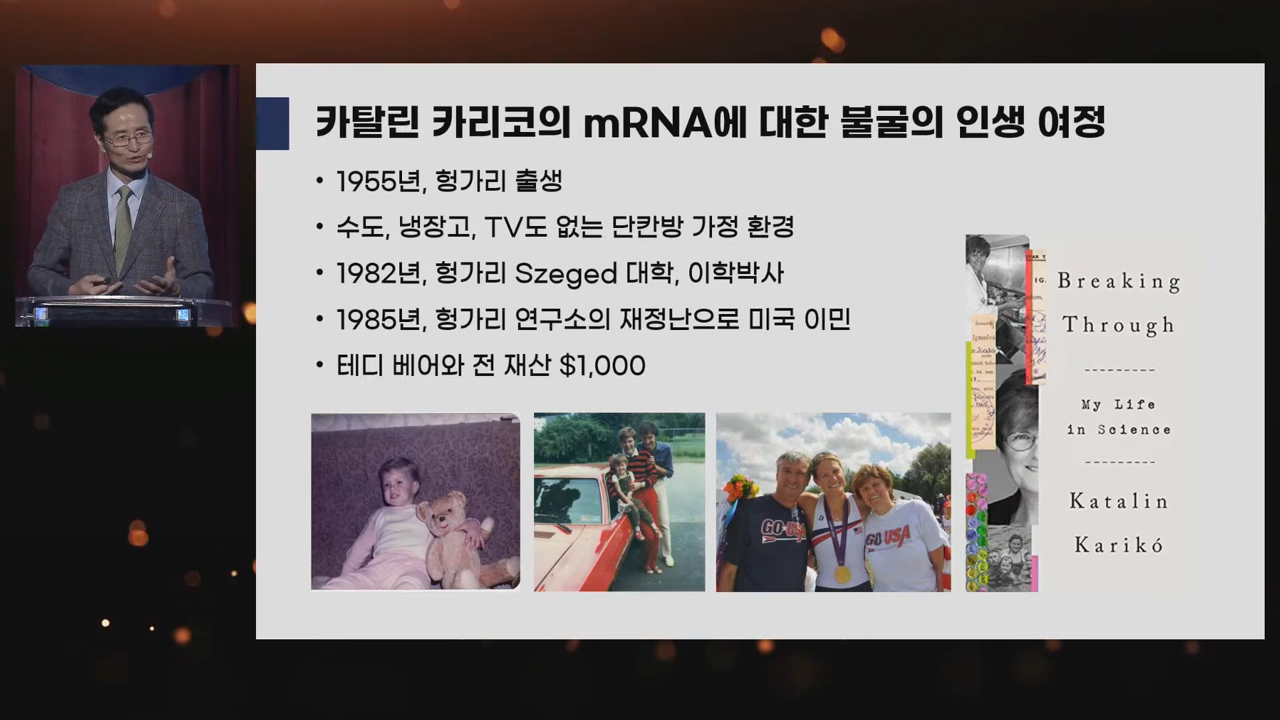 카탈린 카리코의 mRNA에 대한 불굴의 인생 여정
• 1955년, 헝가리 출생
• 수도, 냉장고, TV도 없는 단칸방 가정 환경
• 1982년, 헝가리 Szeged 대학, 이학박사
• 1985년, 헝가리 연구소의 재정난으로 미국 이민
• 테디 베어와 전 재산 $1,000
GO USA
GO USA
Breaking
Through
My Life
in Science
Katalin
Karikó